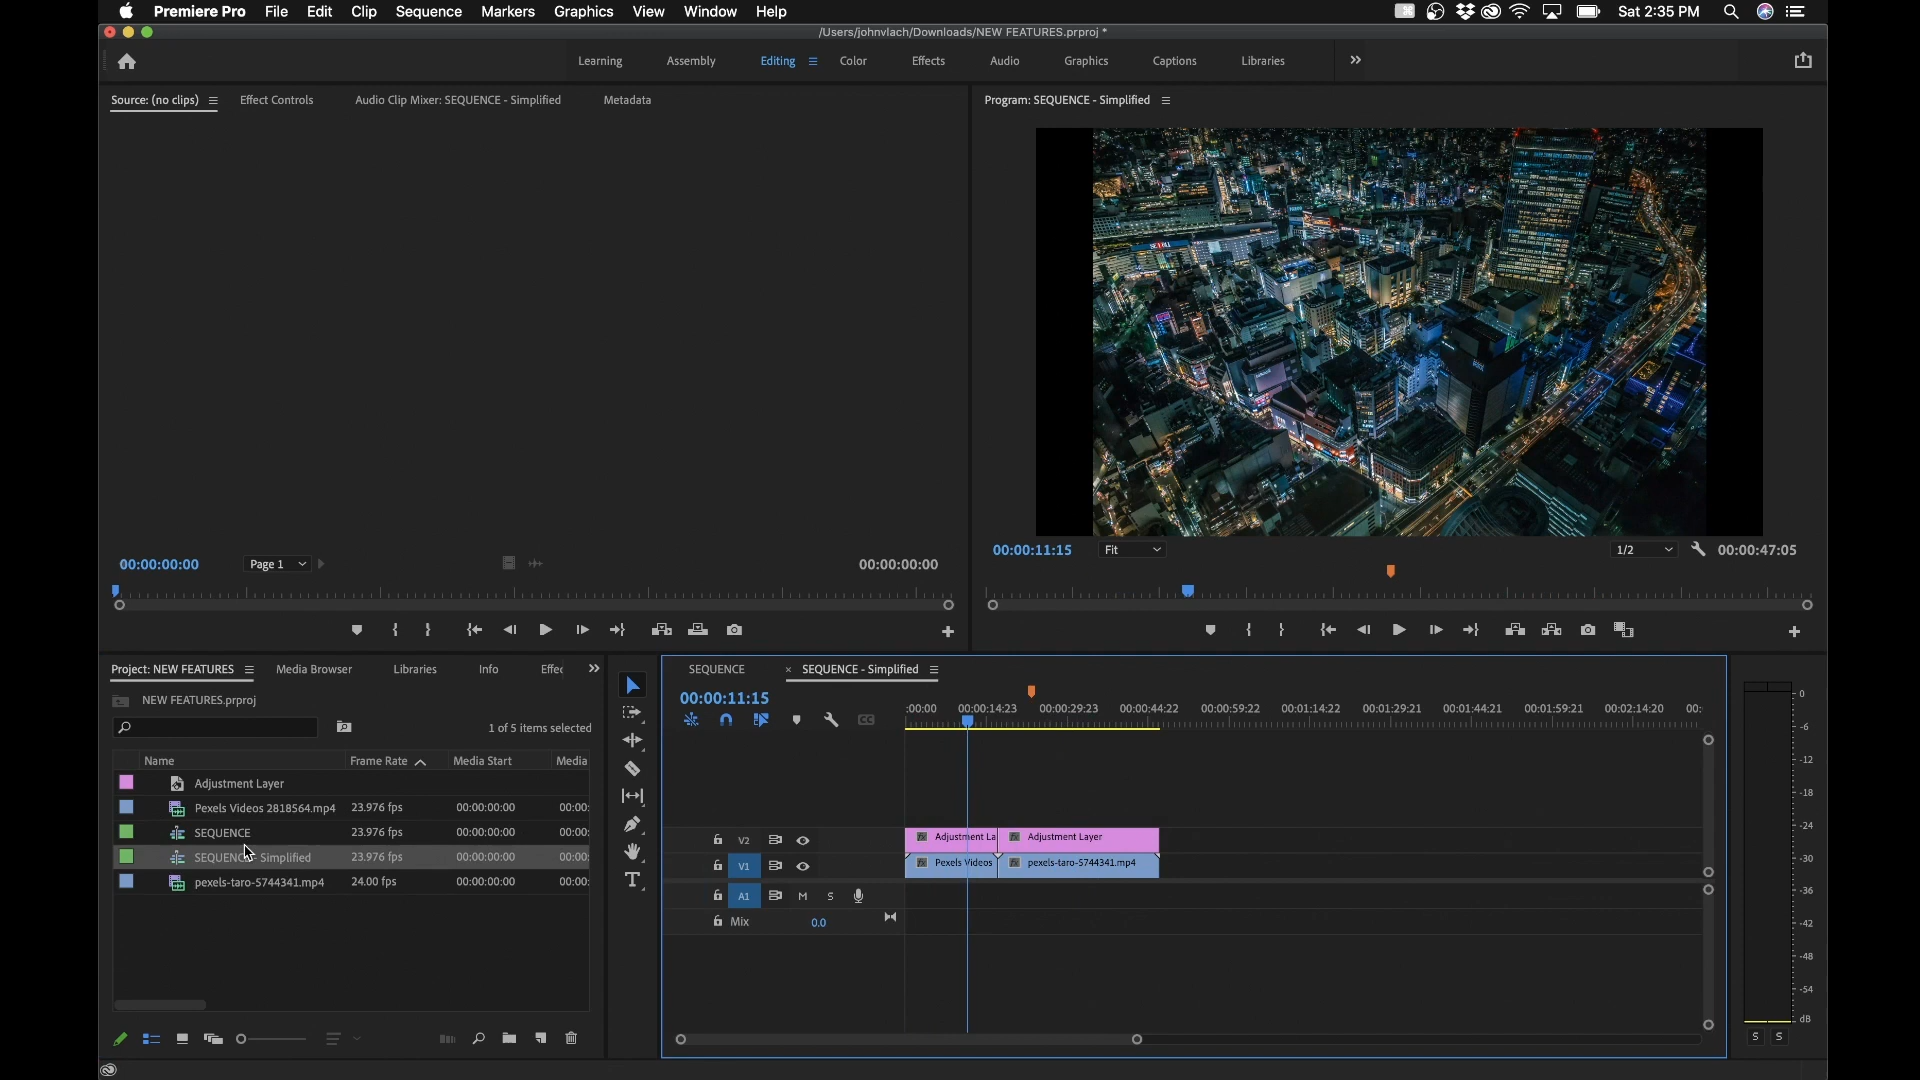 Premiere Pro File Edit Clip Sequence Markers Graphics View Window Help Sat 2:35 PM
/Users/johnvlach/Downloads/NEW FEATURES.prproj *
Learning Assembly Editing Color Effects Audio Graphics Captions Libraries
Source: (no clips) Effect Controls Audio Clip Mixer: SEQUENCE - Simplified Metadata
Program: SEQUENCE - Simplified
00:00:00:00 Page 1 00:00:00:00
00:00:11:15 Fit 1/2 00:00:47:05
Project: NEW FEATURES Media Browser Libraries Info Effec
NEW FEATURES.prproj
1 of 5 items selected
Name Frame Rate Media Start Media
Adjustment Layer
Pexels Videos 2818564.mp4 23.976 fps 00:00:00:00 00:00:
SEQUENCE 23.976 fps 00:00:00:00 00:00:
SEQUENC - Simplified 23.976 fps 00:00:00:00 00:00:
pexels-taro-5744341.mp4 24.00 fps 00:00:00:00 00:00:
SEQUENCE × SEQUENCE - Simplified
00:00:11:15
:00:00 00:00:14:23 00:00:29:23 00:00:44:22 00:00:59:22 00:01:14:22 00:01:29:21 00:01:44:21 00:01:59:21 00:02:14:20 00:
V2 Adjustment La Adjustment Layer
V1 Pexels Videos pexels-taro-5744341.mp4
A1 M S
Mix 0.0
0
-6
-12
-18
-24
-30
-36
-42
-48
-54
dB
S S